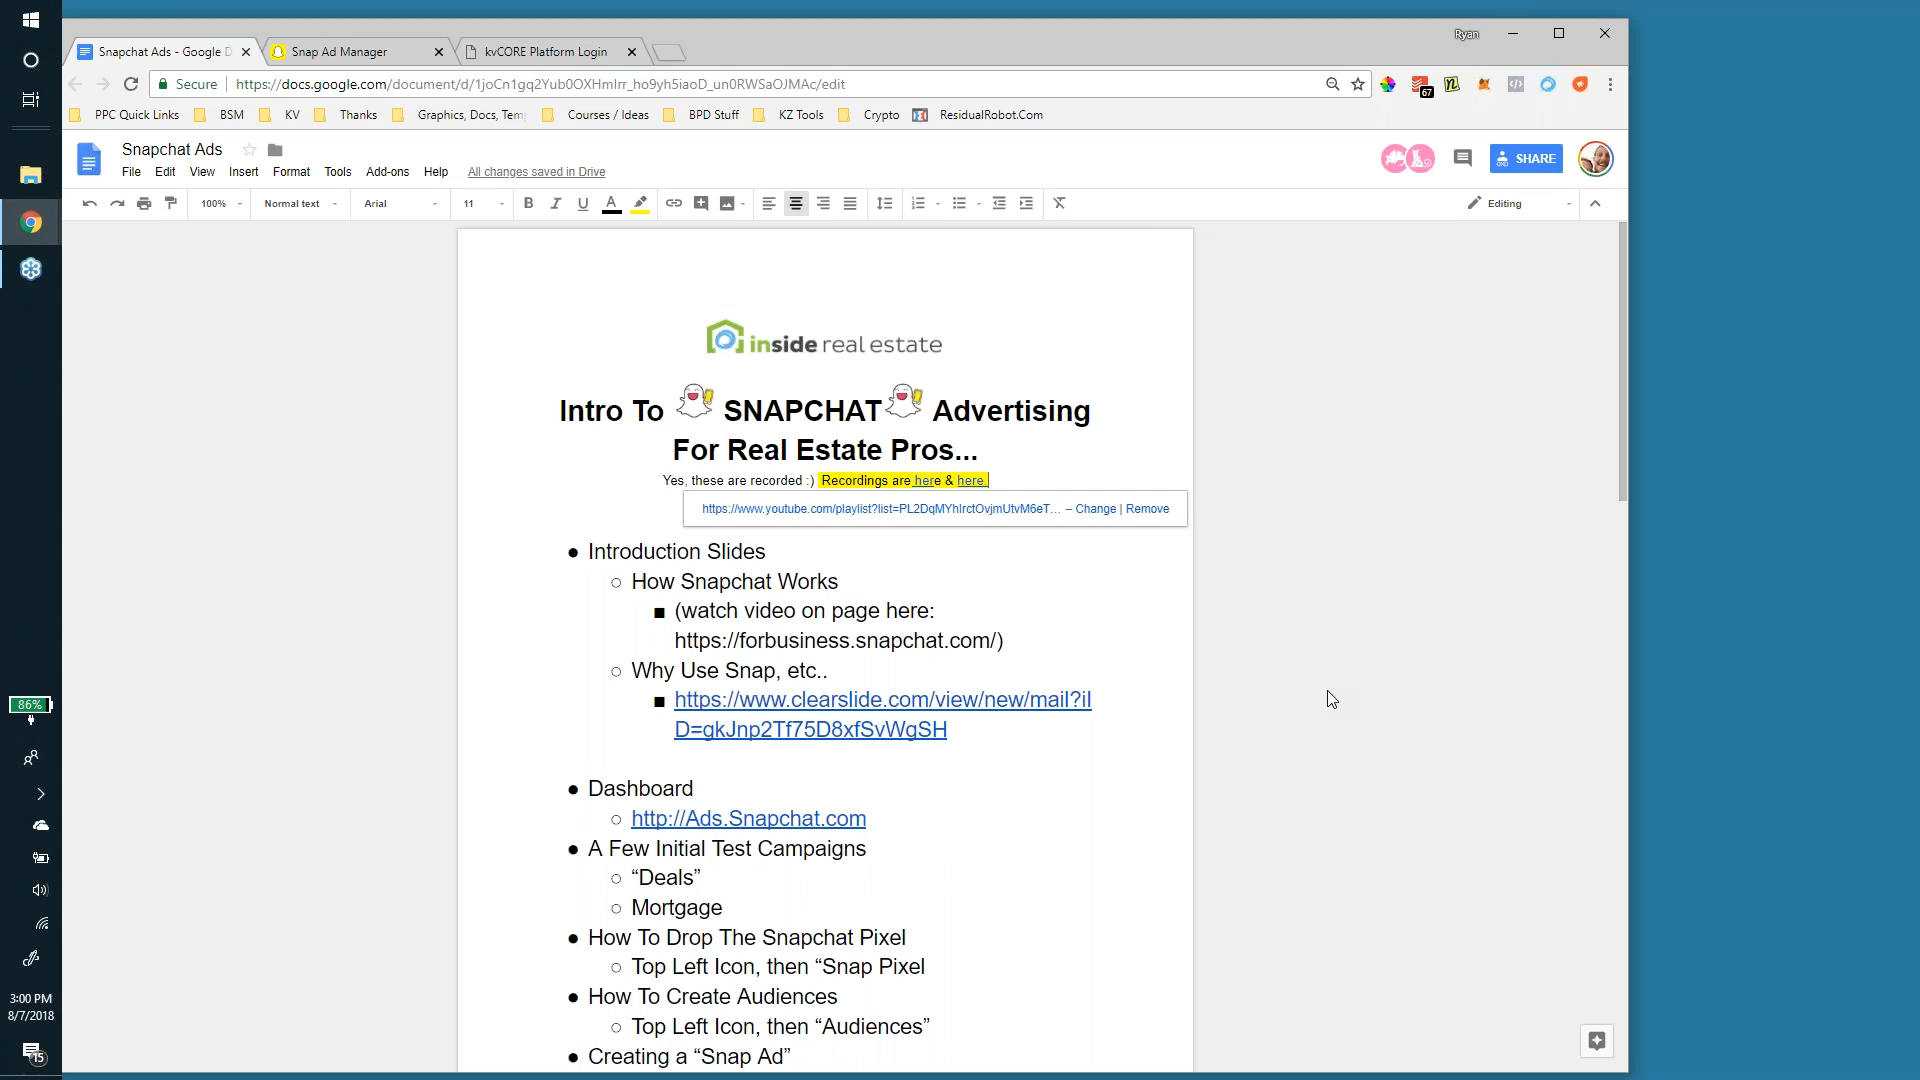 Ryan
Snapchat Ads - Google D
Snap Ad Manager
kvCORE Platform Login
Secure
https://docs.google.com/document/d/1joCn1gq2Yub0OXHmIrr_ho9yh5iaoD_un0RWSaOJMAc/edit
67
PPC Quick Links
BSM
KV
Thanks
Graphics, Docs, Tem
Courses / Ideas
BPD Stuff
KZ Tools
Crypto
ResidualRobot.Com
Snapchat Ads
File Edit View Insert Format Tools Add-ons Help All changes saved in Drive
SHARE
100% Normal text Arial 11 B I U A Editing
inside real estate
Intro To SNAPCHAT Advertising
For Real Estate Pros...
Yes, these are recorded :) Recordings are here & here.
https://www.youtube.com/playlist?list=PL2DqMYhIrctOvjmUtvM6eT... – Change | Remove
● Introduction Slides
○ How Snapchat Works
■ (watch video on page here:
https://forbusiness.snapchat.com/)
○ Why Use Snap, etc..
■ https://www.clearslide.com/view/new/mail?iI
D=gkJnp2Tf75D8xfSvWgSH
● Dashboard
○ http://Ads.Snapchat.com
● A Few Initial Test Campaigns
○ “Deals”
○ Mortgage
● How To Drop The Snapchat Pixel
○ Top Left Icon, then “Snap Pixel
● How To Create Audiences
○ Top Left Icon, then “Audiences”
● Creating a “Snap Ad”
86%
3:00 PM
8/7/2018
15